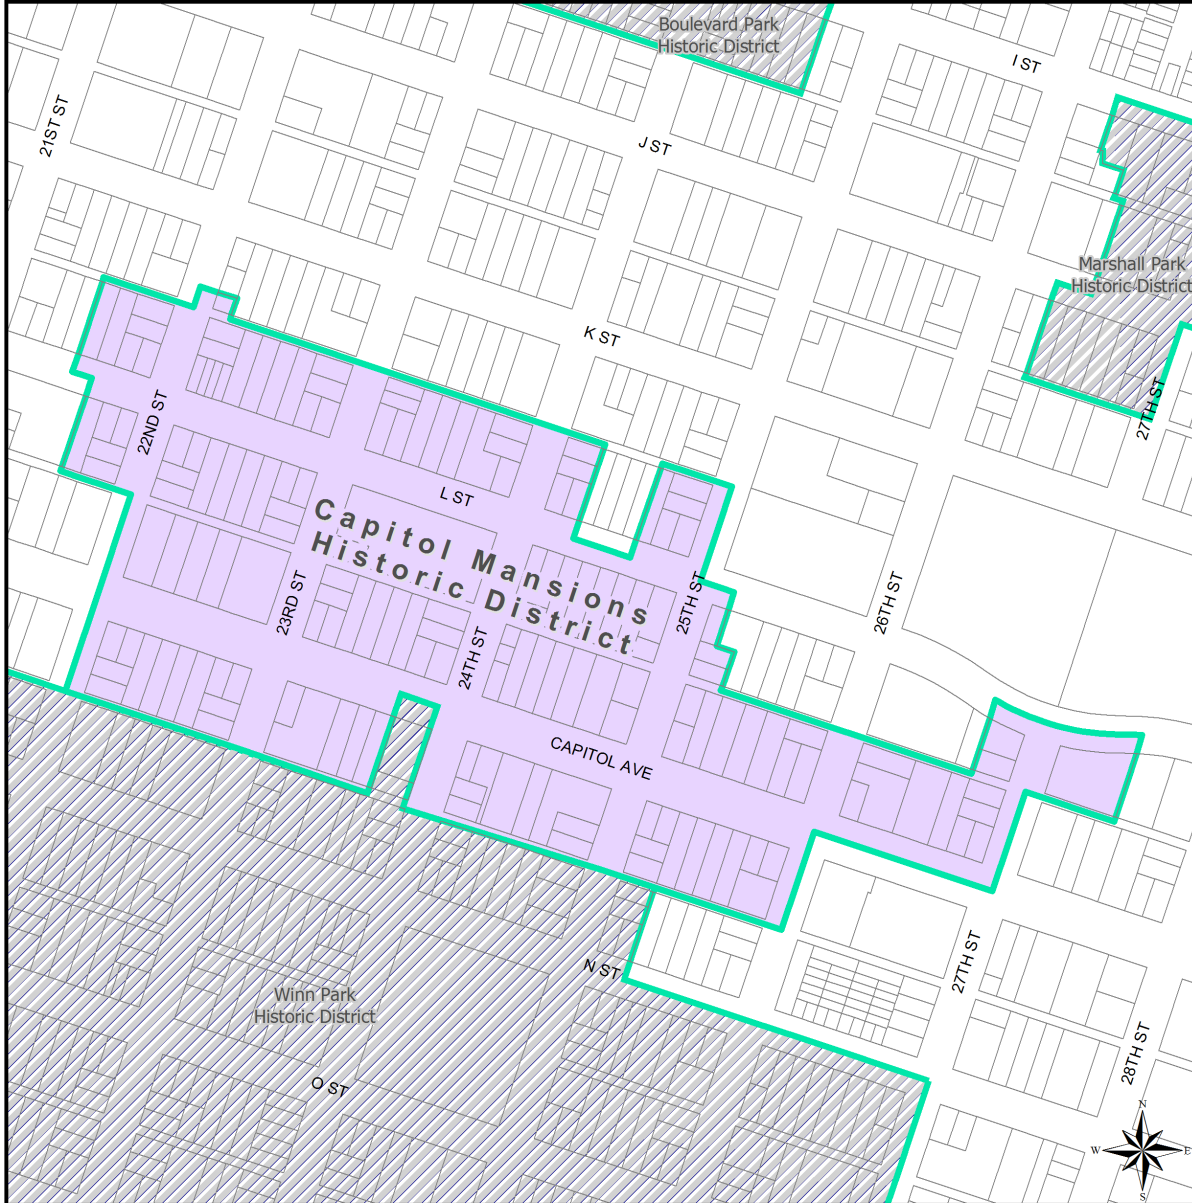 Boulevard Park
Historic District
I ST
21ST ST
J ST
Marshall Park
Historic District
K ST
27TH ST
22ND ST
L ST
Capitol Mansions
Historic District
23RD ST
24TH ST
25TH ST
26TH ST
CAPITOL AVE
N ST
27TH ST
Winn Park
Historic District
O ST
28TH ST
N
W
E
S